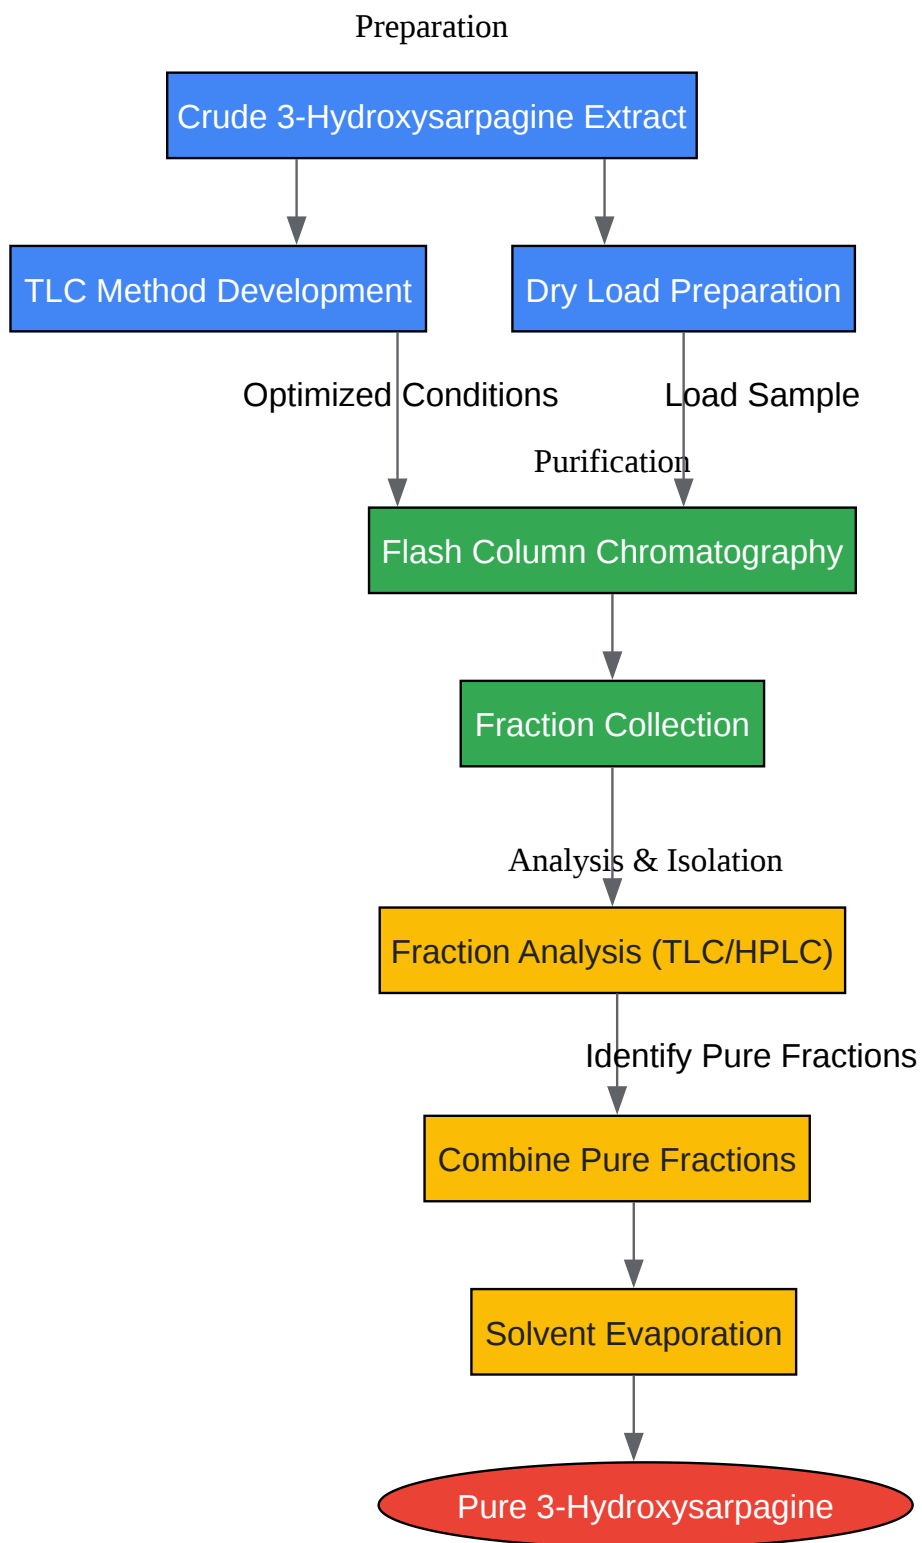 Preparation
Crude 3-Hydroxysarpagine Extract
TLC Method Development
Dry Load Preparation
Optimized Conditions
Load Sample
Purification
Flash Column Chromatography
Fraction Collection
Analysis & Isolation
Fraction Analysis (TLC/HPLC)
Identify Pure Fractions
Combine Pure Fractions
Solvent Evaporation
Pure 3-Hydroxysarpagine